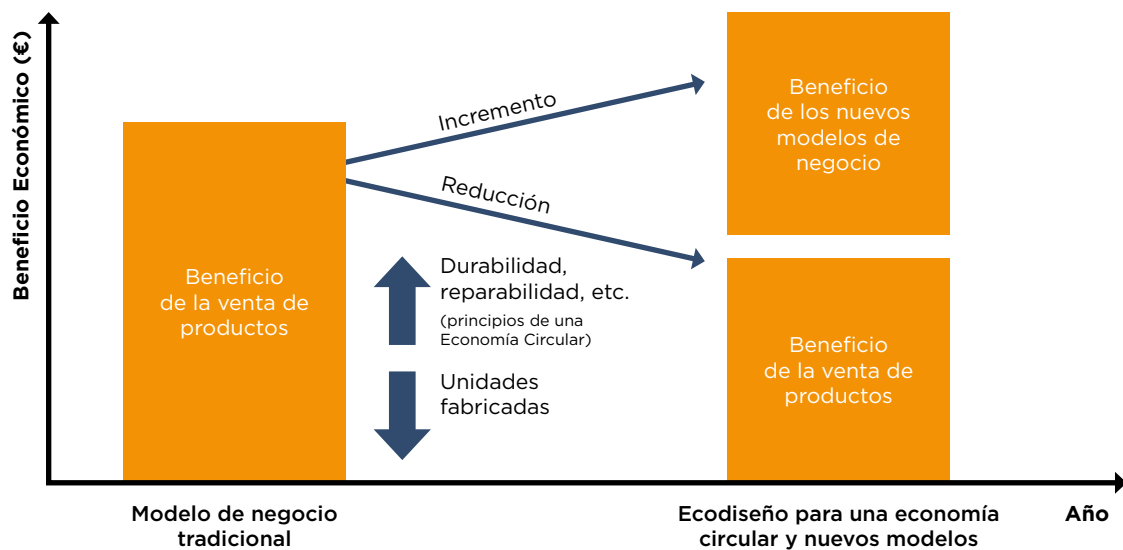 Beneficio Económico (€)
Beneficio
de la venta de
productos
Incremento
Reducción
Durabilidad,
reparabilidad, etc.
(principios de una
Economía Circular)
Unidades
fabricadas
Beneficio
de los nuevos
modelos de
negocio
Beneficio
de la venta de
productos
Modelo de negocio
tradicional
Ecodiseño para una economía
circular y nuevos modelos
Año